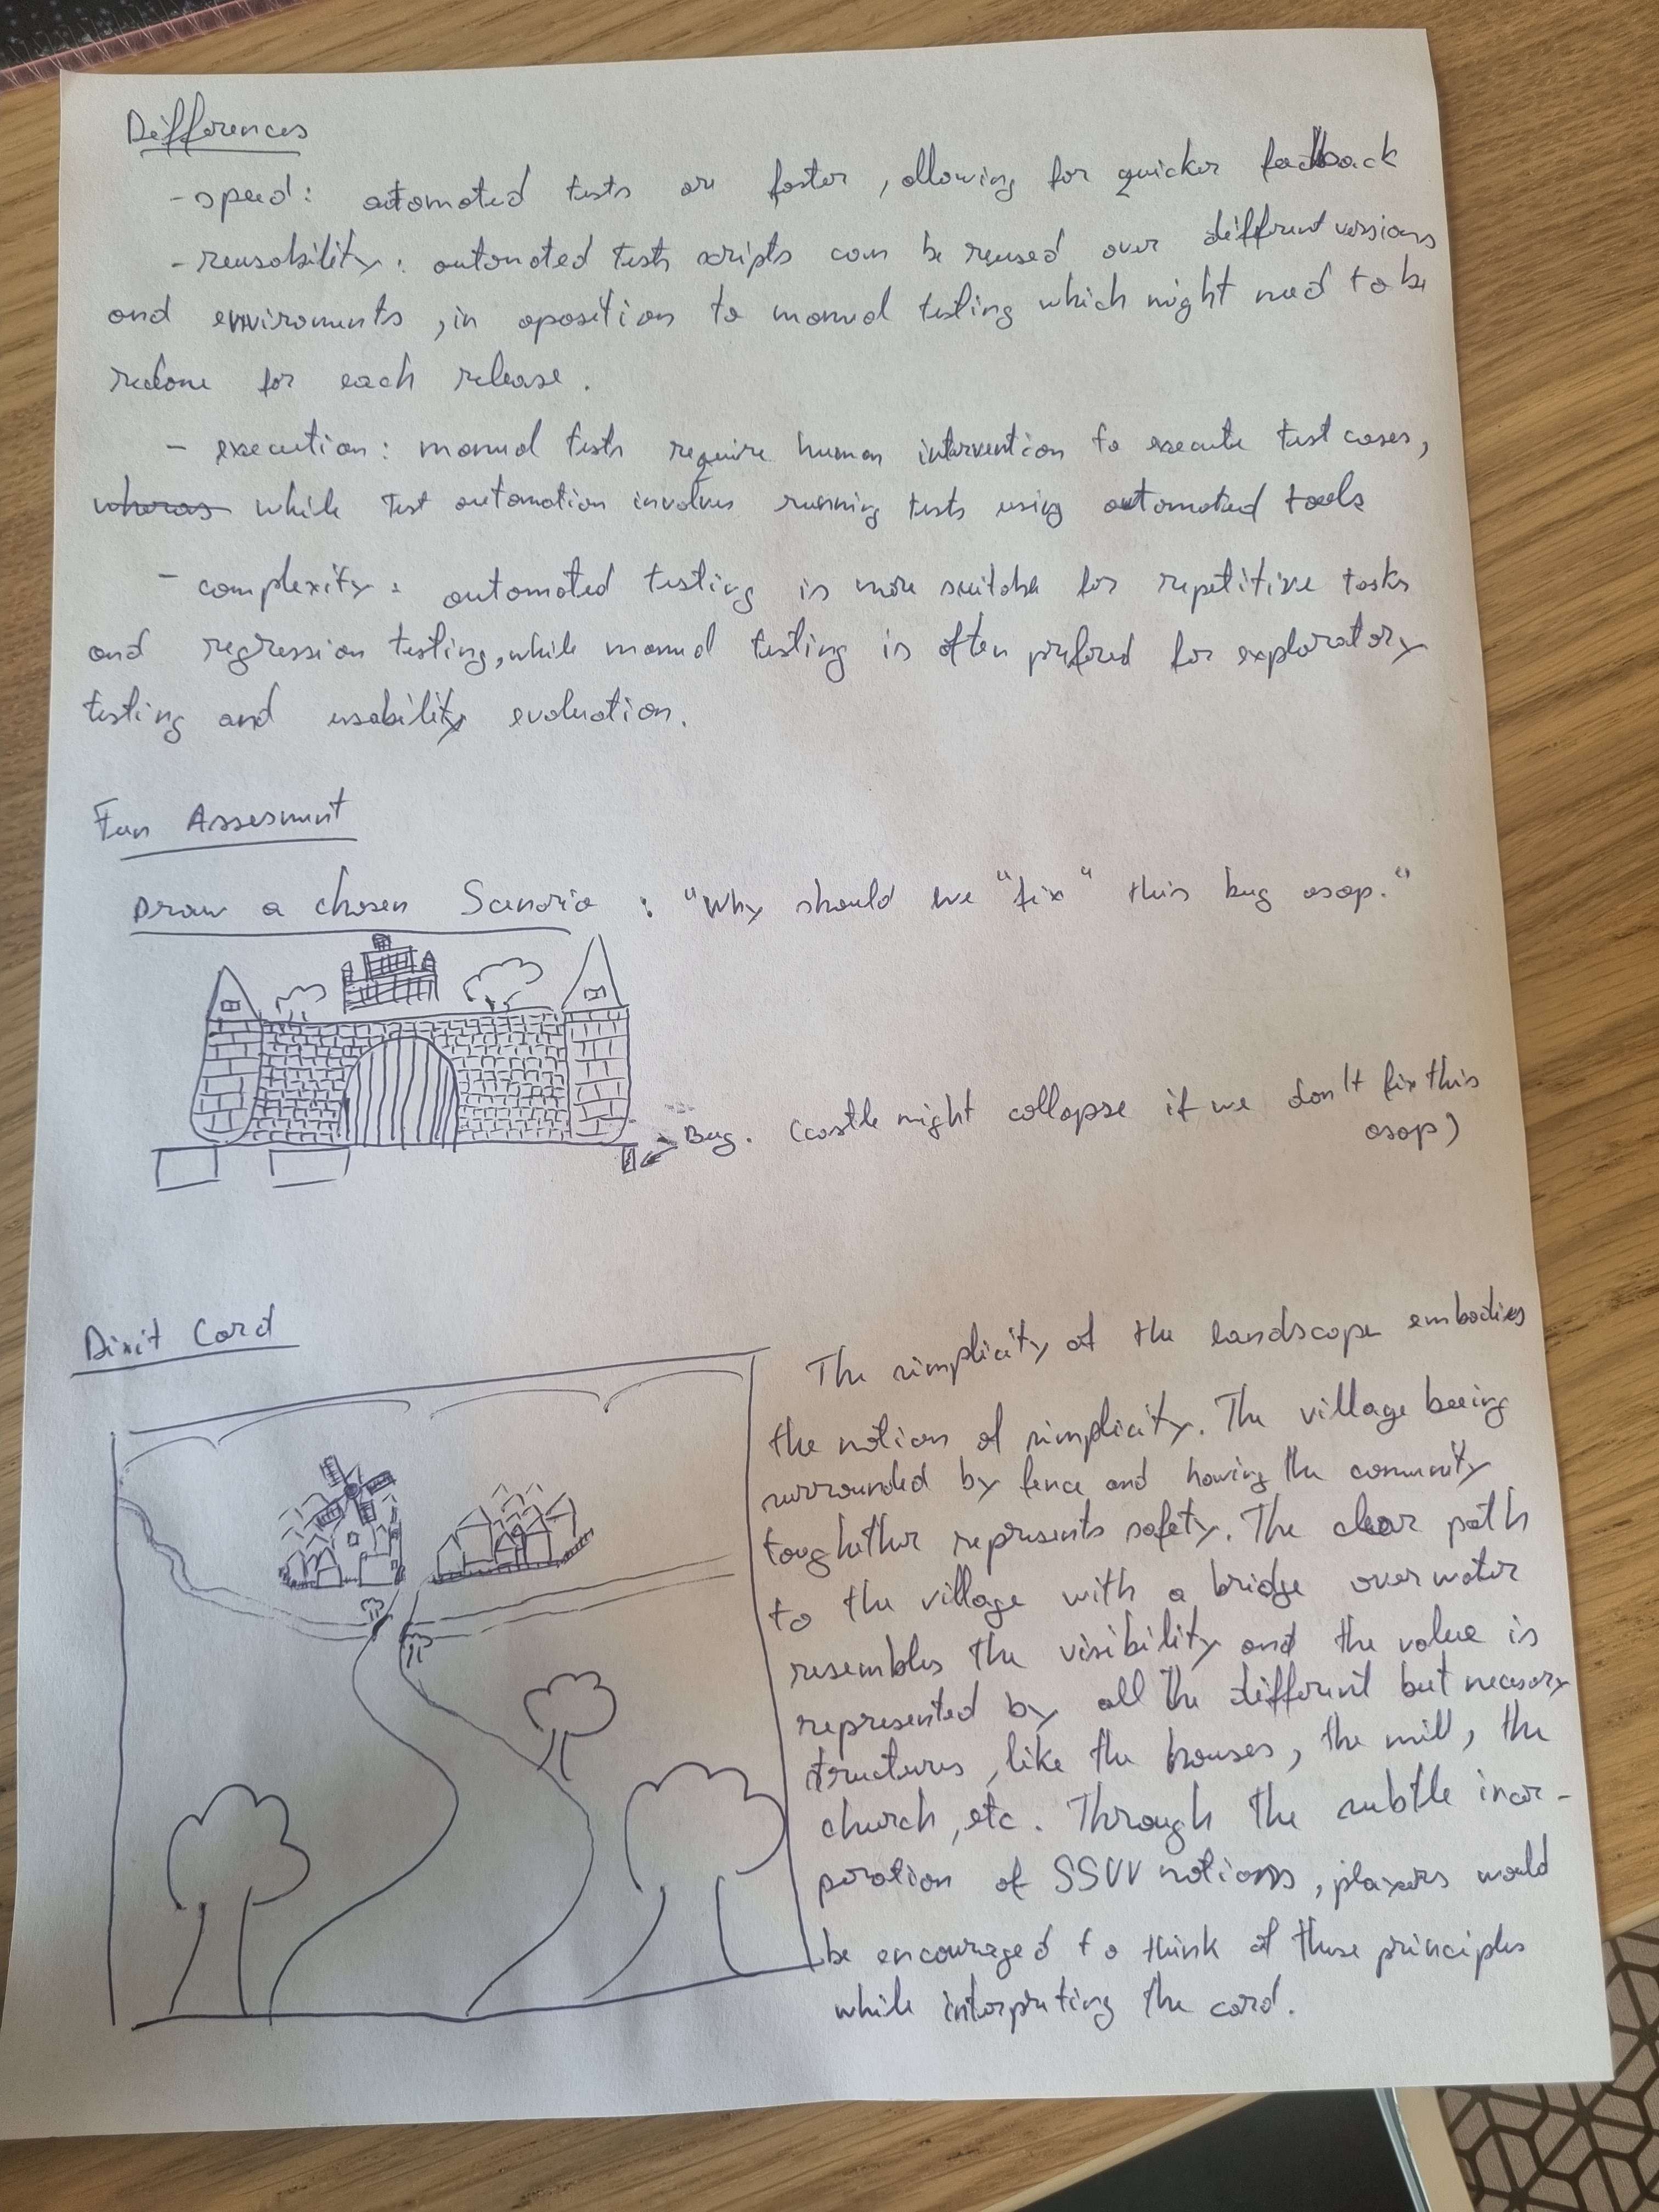 Differences
- speed: automated tests are faster, allowing for quicker feedback
- reusability: automated tests scripts can be reused over different versions
and enviroments, in oposition to manual testing which might need to be
redone for each release.
- execution: manual tests require human intervention to execute test cases,
wheras while test automation involves running tests using automated tools
- complexity: automated testing is more suitable for repetitive tasks
and regression testing, while manual testing is often prefered for exploratory
testing and usability evaluation.
Fun Assesment
Draw a chosen Scenario : "Why should we "fix" this bug asap."
Bug. (castle might collapse if we don't fix this
asap)
Dixit Card
The simplicity of the landscape embodies
the notion of simplicity. The village beeing
surrounded by fence and having the comunity
toughether represents safety. The clear path
to the village with a bridge over water
resembles the visibility and the value is
represented by all the different but necesary
structures, like the houses, the mill, the
church, etc. Through the subtle incor-
poration of SSVV notions, players would
be encouraged to think of these principles
while interpreting the card.